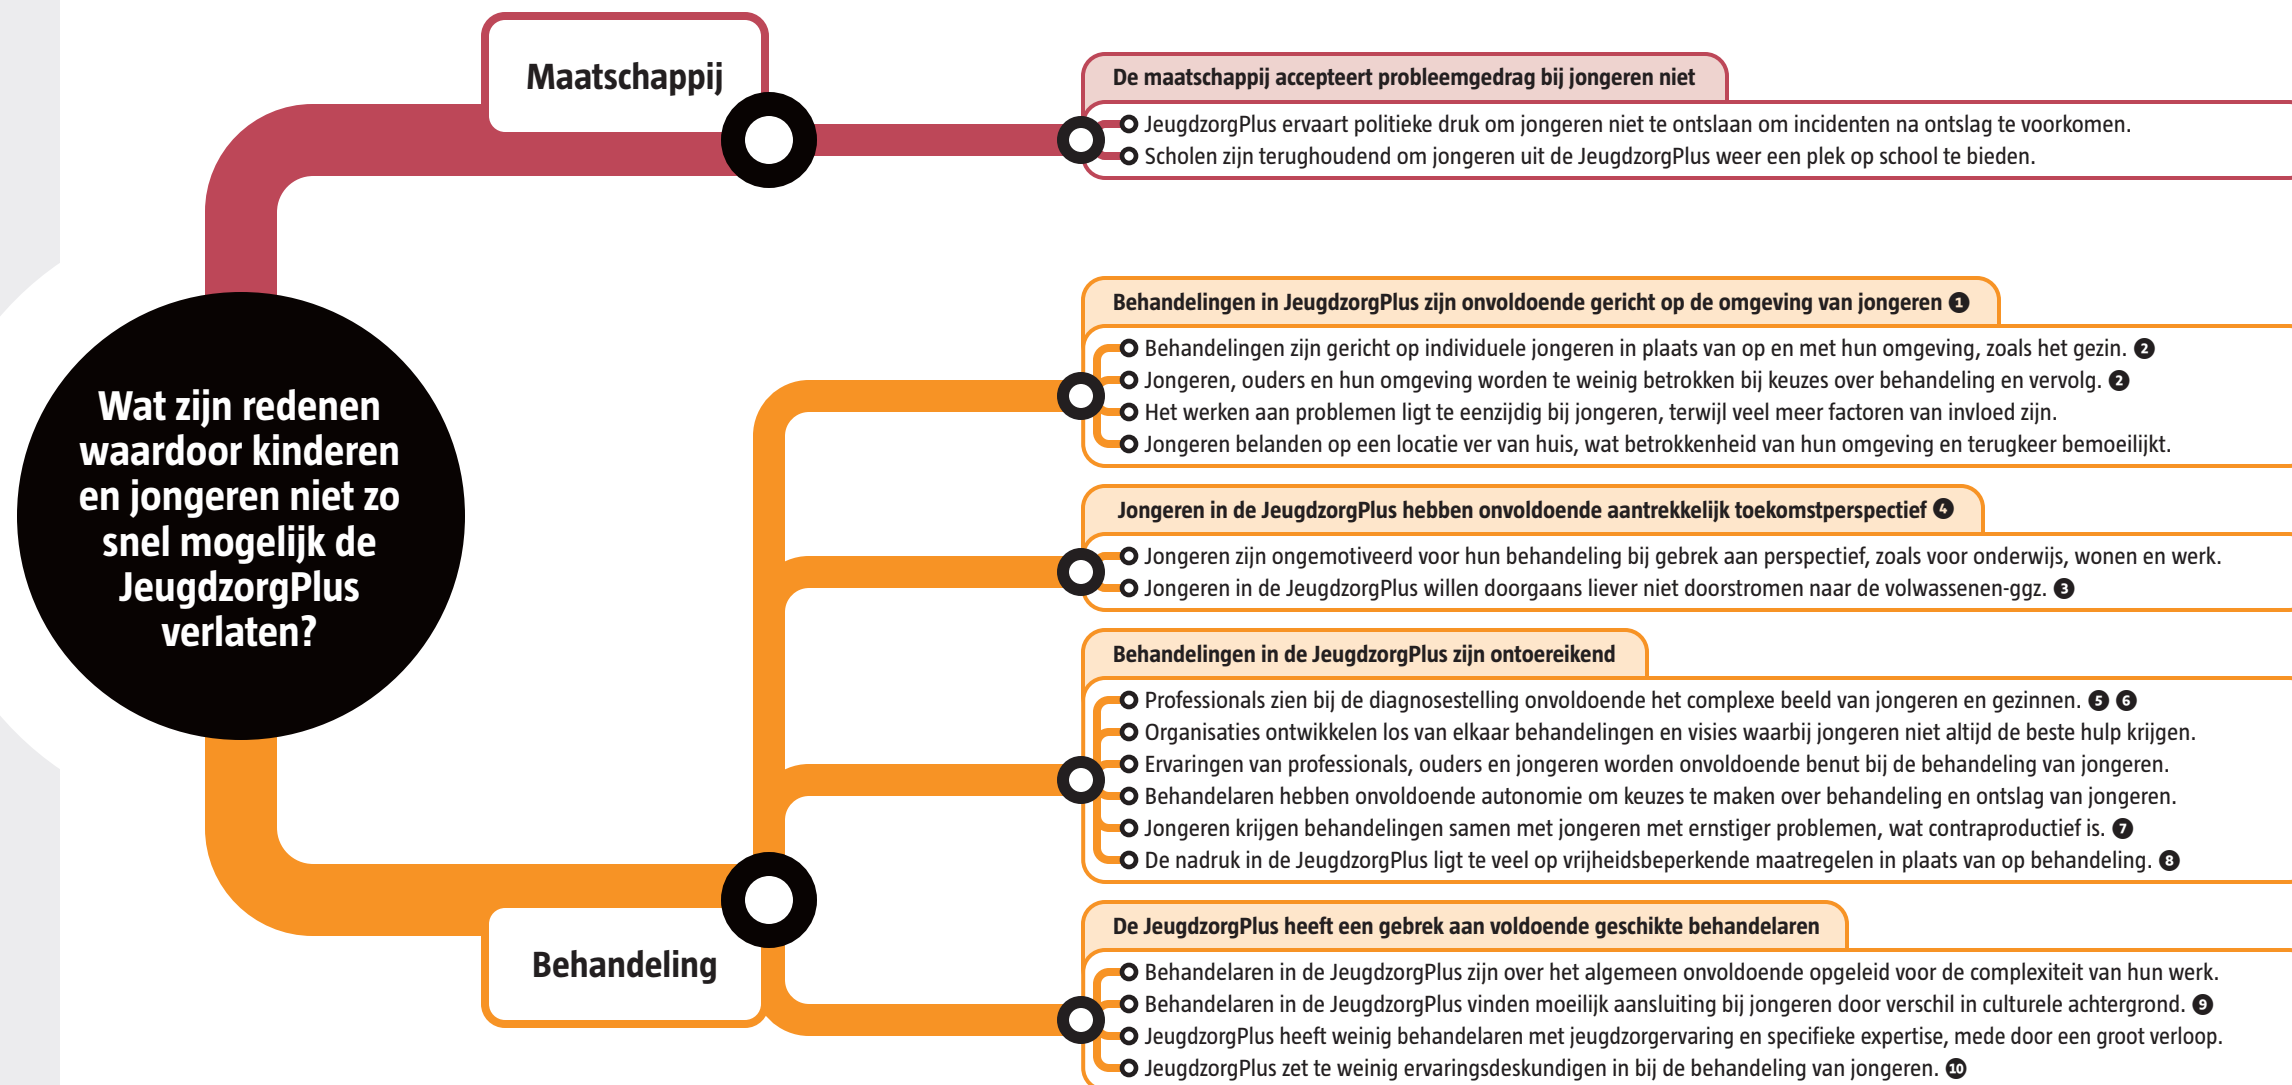 Maatschappij
De maatschappij accepteert probleemgedrag bij jongeren niet
JeugdzorgPlus ervaart politieke druk om jongeren niet te ontslaan om incidenten na ontslag te voorkomen.
Scholen zijn terughoudend om jongeren uit de JeugdzorgPlus weer een plek op school te bieden.
Wat zijn redenen
waardoor kinderen
en jongeren niet zo
snel mogelijk de
JeugdzorgPlus
verlaten?
Behandeling
Behandelingen in JeugdzorgPlus zijn onvoldoende gericht op de omgeving van jongeren ❶
Behandelingen zijn gericht op individuele jongeren in plaats van op en met hun omgeving, zoals het gezin. ❷
Jongeren, ouders en hun omgeving worden te weinig betrokken bij keuzes over behandeling en vervolg. ❷
Het werken aan problemen ligt te eenzijdig bij jongeren, terwijl veel meer factoren van invloed zijn.
Jongeren belanden op een locatie ver van huis, wat betrokkenheid van hun omgeving en terugkeer bemoeilijkt.
Jongeren in de JeugdzorgPlus hebben onvoldoende aantrekkelijk toekomstperspectief ❹
Jongeren zijn ongemotiveerd voor hun behandeling bij gebrek aan perspectief, zoals voor onderwijs, wonen en werk.
Jongeren in de JeugdzorgPlus willen doorgaans liever niet doorstromen naar de volwassenen-ggz. ❸
Behandelingen in de JeugdzorgPlus zijn ontoereikend
Professionals zien bij de diagnosestelling onvoldoende het complexe beeld van jongeren en gezinnen. ❺ ❻
Organisaties ontwikkelen los van elkaar behandelingen en visies waarbij jongeren niet altijd de beste hulp krijgen.
Ervaringen van professionals, ouders en jongeren worden onvoldoende benut bij de behandeling van jongeren.
Behandelaren hebben onvoldoende autonomie om keuzes te maken over behandeling en ontslag van jongeren.
Jongeren krijgen behandelingen samen met jongeren met ernstiger problemen, wat contraproductief is. ❼
De nadruk in de JeugdzorgPlus ligt te veel op vrijheidsbeperkende maatregelen in plaats van op behandeling. ❽
De JeugdzorgPlus heeft een gebrek aan voldoende geschikte behandelaren
Behandelaren in de JeugdzorgPlus zijn over het algemeen onvoldoende opgeleid voor de complexiteit van hun werk.
Behandelaren in de JeugdzorgPlus vinden moeilijk aansluiting bij jongeren door verschil in culturele achtergrond. ❾
JeugdzorgPlus heeft weinig behandelaren met jeugdzorgervaring en specifieke expertise, mede door een groot verloop.
JeugdzorgPlus zet te weinig ervaringsdeskundigen in bij de behandeling van jongeren. ❿